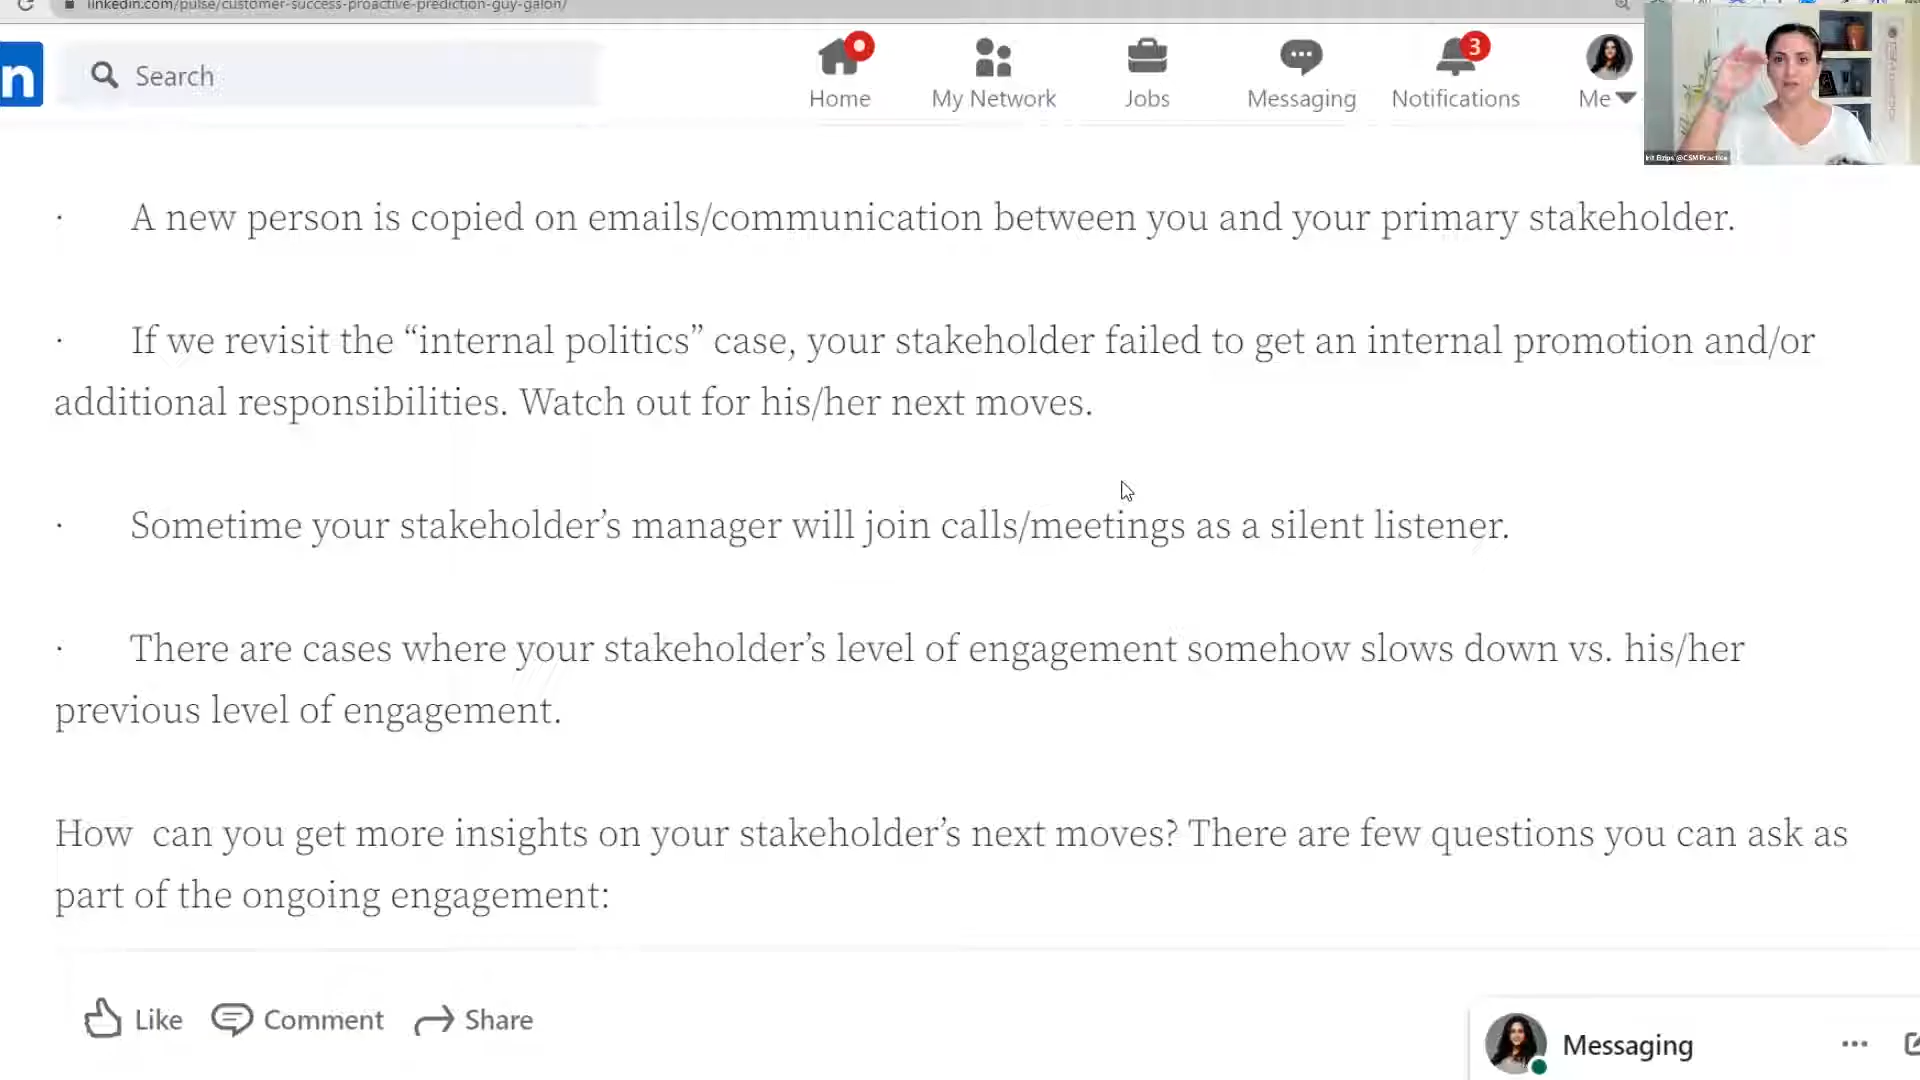 linkedin.com/pulse/customer-success-proactive-prediction-guy-galon/
n
Search
Home
My Network
Jobs
Messaging
3
Notifications
Me
Irit Eizips @CSM Practice
· A new person is copied on emails/communication between you and your primary stakeholder.
· If we revisit the “internal politics” case, your stakeholder failed to get an internal promotion and/or
additional responsibilities. Watch out for his/her next moves.
· Sometime your stakeholder’s manager will join calls/meetings as a silent listener.
· There are cases where your stakeholder’s level of engagement somehow slows down vs. his/her
previous level of engagement.
How can you get more insights on your stakeholder’s next moves? There are few questions you can ask as
part of the ongoing engagement:
Like
Comment
Share
Messaging